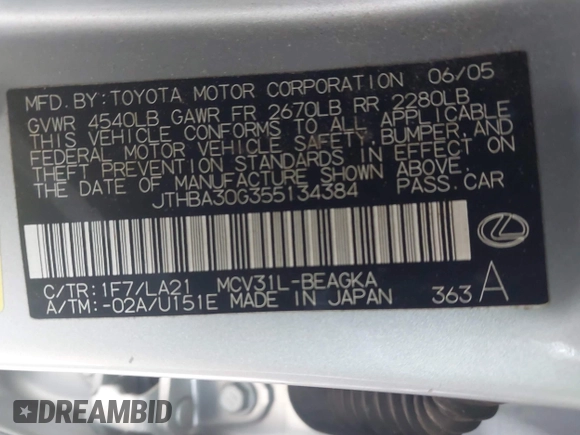 MFD. BY: TOYOTA MOTOR CORPORATION 06/05
GVWR 4540LB GAWR FR 2670LB RR 2280LB
THIS VEHICLE CONFORMS TO ALL APPLICABLE
FEDERAL MOTOR VEHICLE SAFETY, BUMPER, AND
THEFT PREVENTION STANDARDS IN EFFECT ON
THE DATE OF MANUFACTURE SHOWN ABOVE.
JTHBA30G355134384 PASS. CAR
C/TR: 1F7/LA21 MCV31L-BEAGKA
A/TM: -02A/U151E MADE IN JAPAN 363 A
DREAMBID